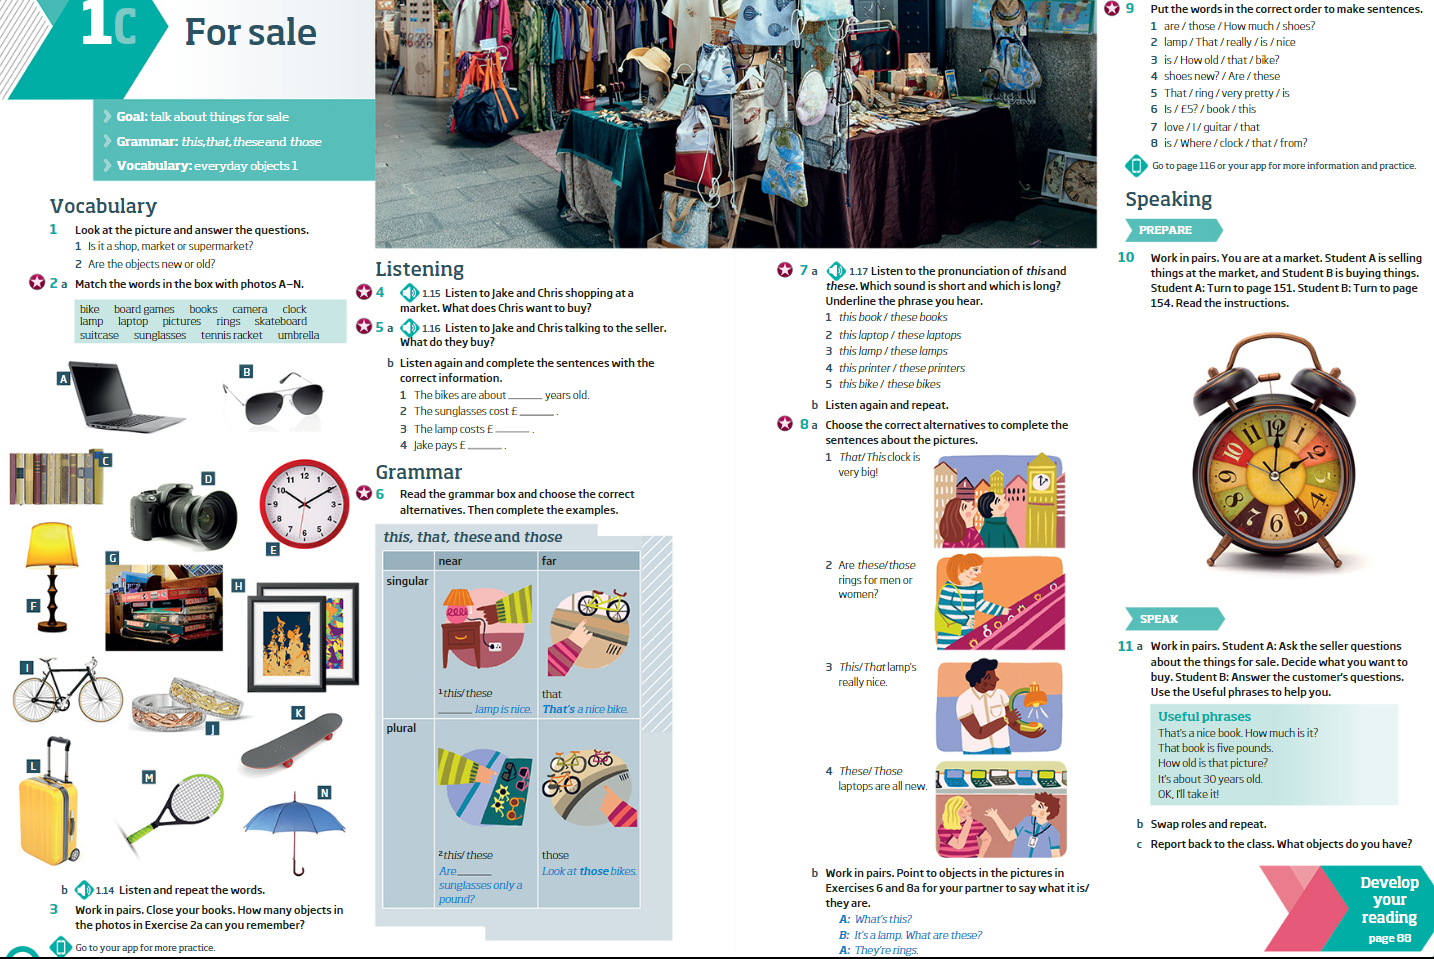 1C For sale
Goal: talk about things for sale
Grammar: this, that, these and those
Vocabulary: everyday objects 1
Vocabulary
1 Look at the picture and answer the questions.
1 Is it a shop, market or supermarket?
2 Are the objects new or old?
2 a Match the words in the box with photos A–N.
bike board games books camera clock
lamp laptop pictures rings skateboard
suitcase sunglasses tennis racket umbrella
A
B
C
D
E
F
G
H
I
J
K
L
M
N
b 1.14 Listen and repeat the words.
3 Work in pairs. Close your books. How many objects in
the photos in Exercise 2a can you remember?
Go to your app for more practice.
Listening
4 1.15 Listen to Jake and Chris shopping at a
market. What does Chris want to buy?
5 a 1.16 Listen to Jake and Chris talking to the seller.
What do they buy?
b Listen again and complete the sentences with the
correct information.
1 The bikes are about ______ years old.
2 The sunglasses cost £ ______ .
3 The lamp costs £ ______ .
4 Jake pays £ ______ .
Grammar
6 Read the grammar box and choose the correct
alternatives. Then complete the examples.
this, that, these and those
near far
singular
1 this/these
______ lamp is nice.
that
That's a nice bike.
plural
2 this/these
Are ______
sunglasses only a
pound?
those
Look at those bikes.
7 a 1.17 Listen to the pronunciation of this and
these. Which sound is short and which is long?
Underline the phrase you hear.
1 this book / these books
2 this laptop / these laptops
3 this lamp / these lamps
4 this printer / these printers
5 this bike / these bikes
b Listen again and repeat.
8 a Choose the correct alternatives to complete the
sentences about the pictures.
1 That/This clock is
very big!
2 Are these/those
rings for men or
women?
3 This/That lamp's
really nice.
4 These/Those
laptops are all new.
b Work in pairs. Point to objects in the pictures in
Exercises 6 and 8a for your partner to say what it is/
they are.
A: What's this?
B: It's a lamp. What are these?
A: They're rings.
9 Put the words in the correct order to make sentences.
1 are / those / How much / shoes?
2 lamp / That / really / is / nice
3 is / How old / that / bike?
4 shoes new? / Are / these
5 That / ring / very pretty / is
6 Is / £5? / book / this
7 love / I / guitar / that
8 is / Where / clock / that / from?
Go to page 116 or your app for more information and practice.
Speaking
PREPARE
10 Work in pairs. You are at a market. Student A is selling
things at the market, and Student B is buying things.
Student A: Turn to page 151. Student B: Turn to page
154. Read the instructions.
SPEAK
11 a Work in pairs. Student A: Ask the seller questions
about the things for sale. Decide what you want to
buy. Student B: Answer the customer's questions.
Use the Useful phrases to help you.
Useful phrases
That's a nice book. How much is it?
That book is five pounds.
How old is that picture?
It's about 30 years old.
OK, I'll take it!
b Swap roles and repeat.
c Report back to the class. What objects do you have?
Develop
your
reading
page 88